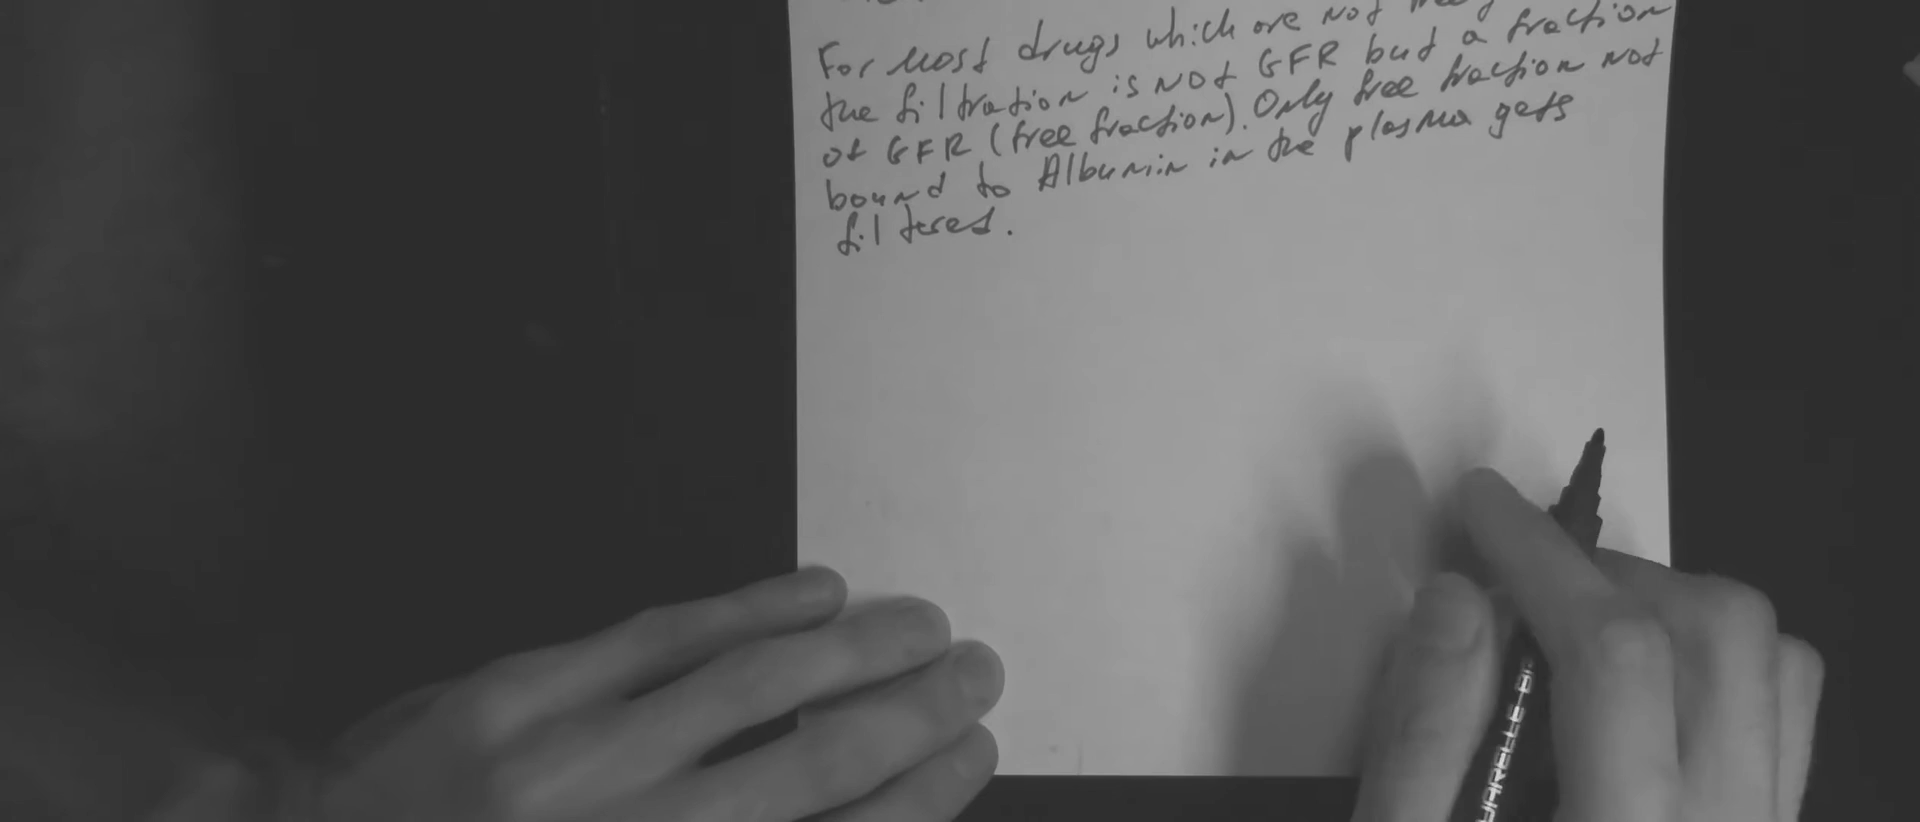 For most drugs which are not
the filtration is not GFR but a fraction
of GFR (free fraction). Only free fraction not
bound to Albumin in the plasma gets
filtered.